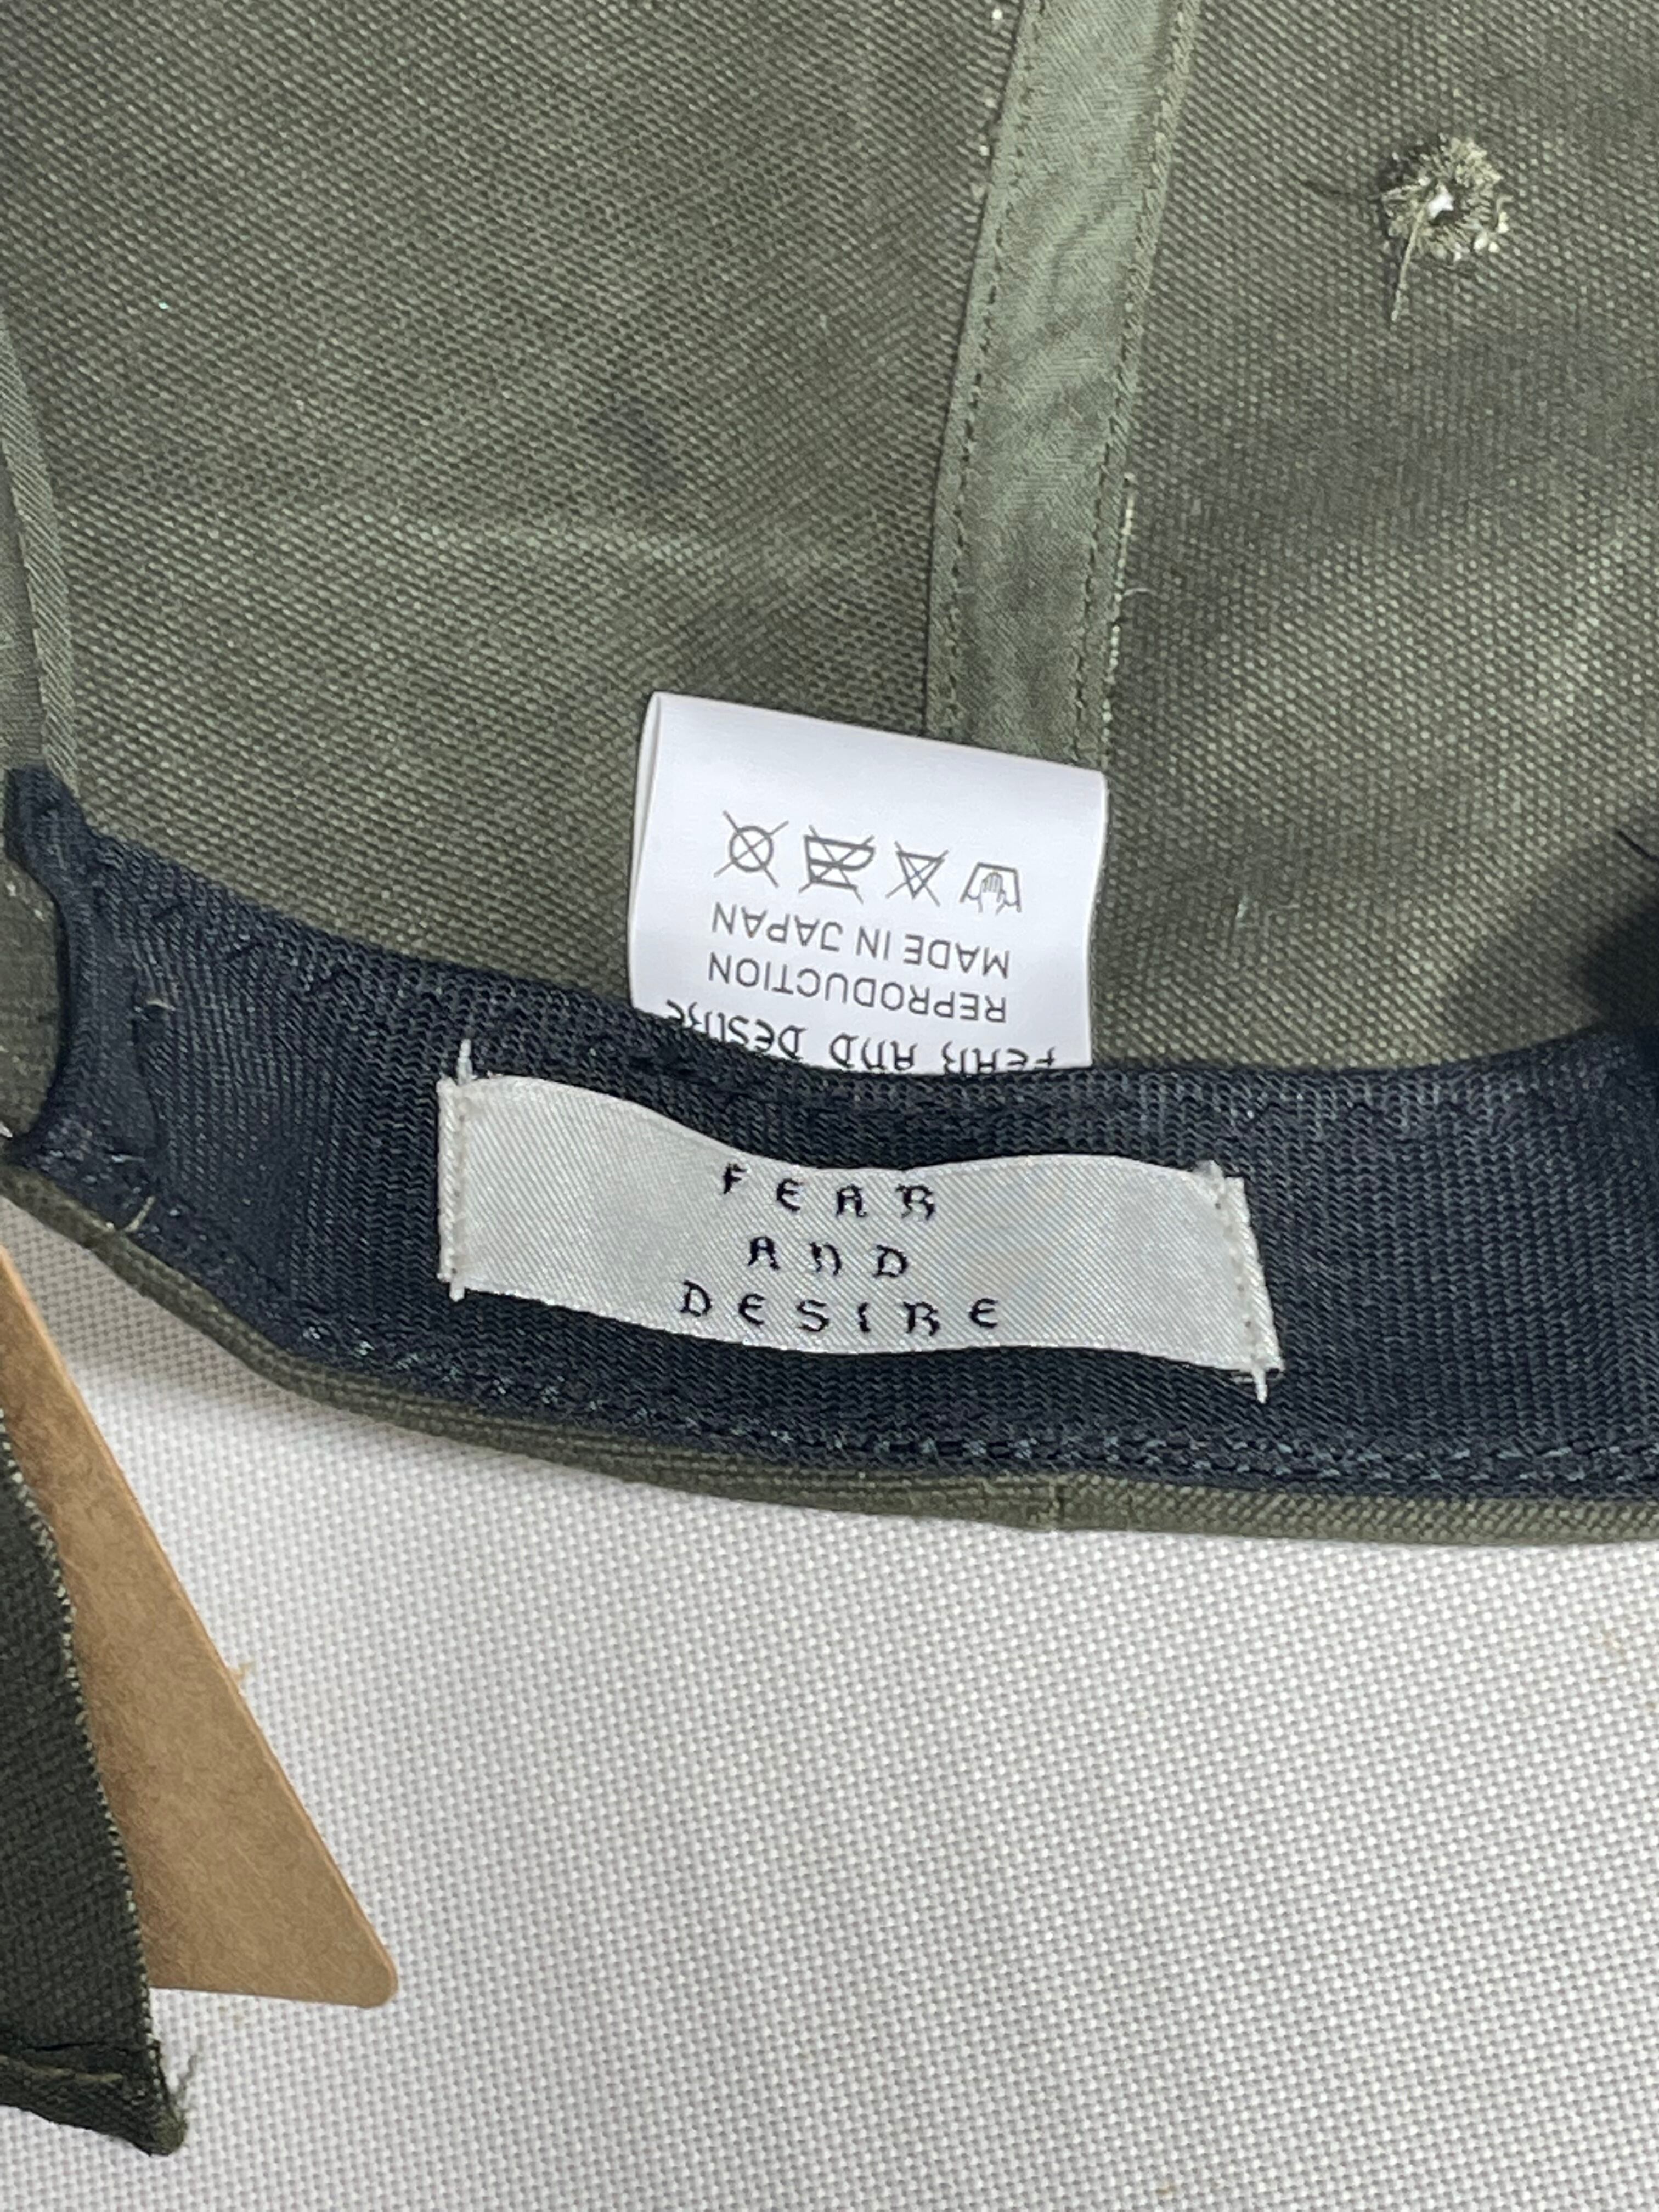 FEAR AND DESIRE
REPRODUCTION
MADE IN JAPAN
FEAR
AND
DESIRE